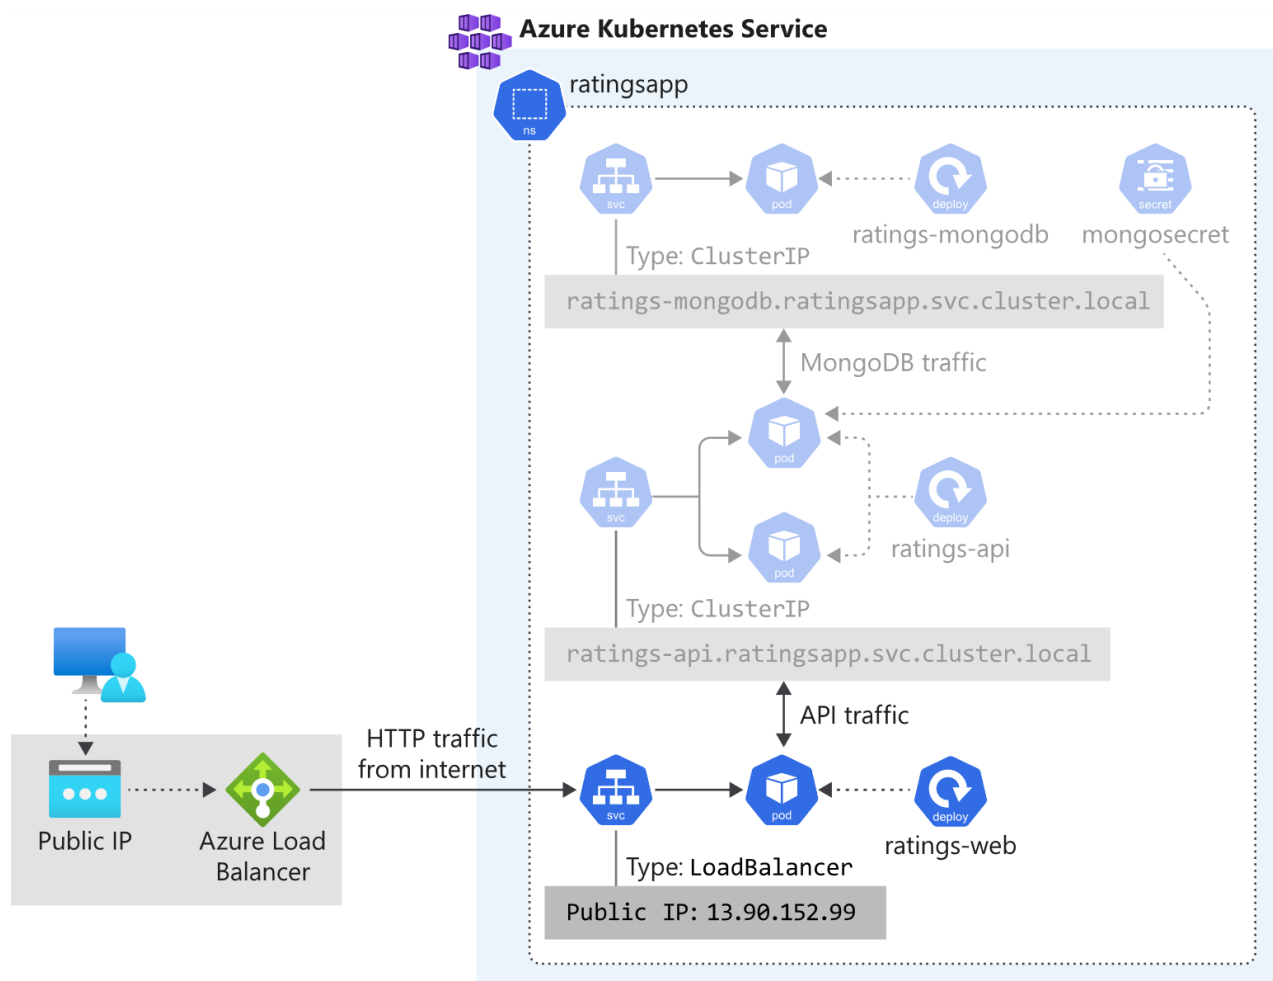 Azure Kubernetes Service
ratingsapp
ns
svc
pod
deploy
secret
ratings-mongodb
mongosecret
Type: ClusterIP
ratings-mongodb.ratingsapp.svc.cluster.local
MongoDB traffic
pod
svc
deploy
pod
ratings-api
Type: ClusterIP
ratings-api.ratingsapp.svc.cluster.local
API traffic
HTTP traffic
from internet
svc
pod
deploy
Public IP
Azure Load
Balancer
ratings-web
Type: LoadBalancer
Public IP: 13.90.152.99